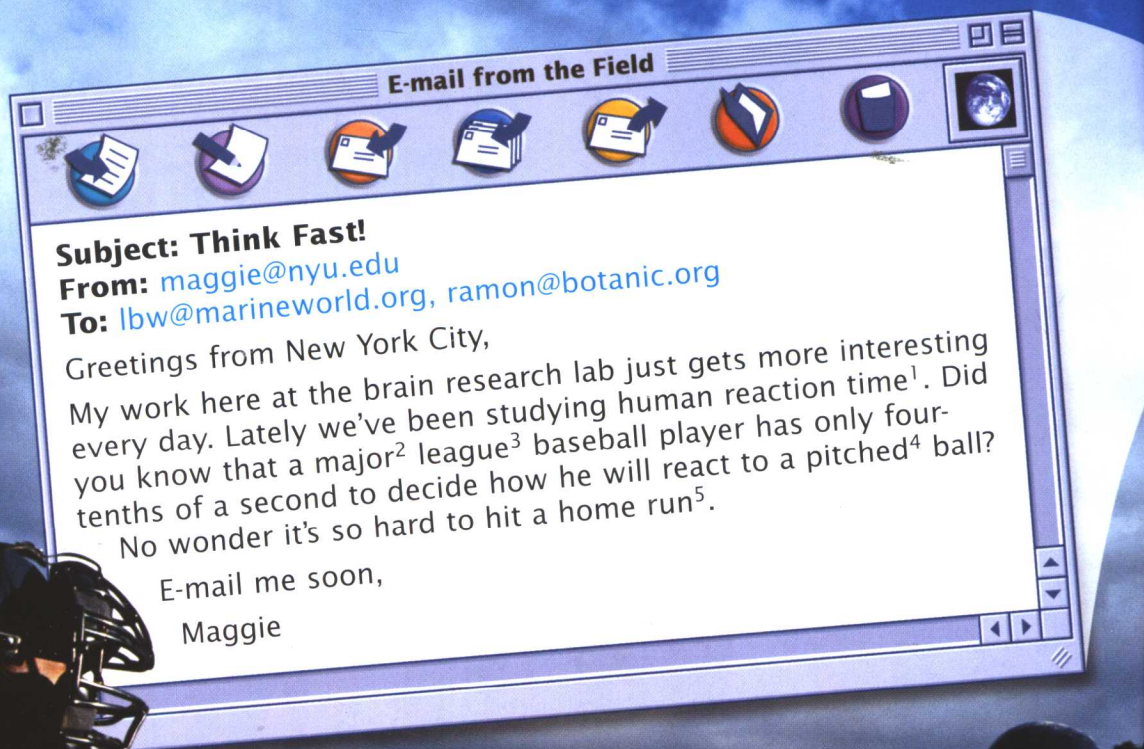 E-mail from the Field
Subject: Think Fast!
From: maggie@nyu.edu
To: lbw@marineworld.org, ramon@botanic.org
Greetings from New York City,
My work here at the brain research lab just gets more interesting
every day. Lately we've been studying human reaction time¹. Did
you know that a major² league³ baseball player has only four-
tenths of a second to decide how he will react to a pitched⁴ ball?
No wonder it's so hard to hit a home run⁵.
E-mail me soon,
Maggie